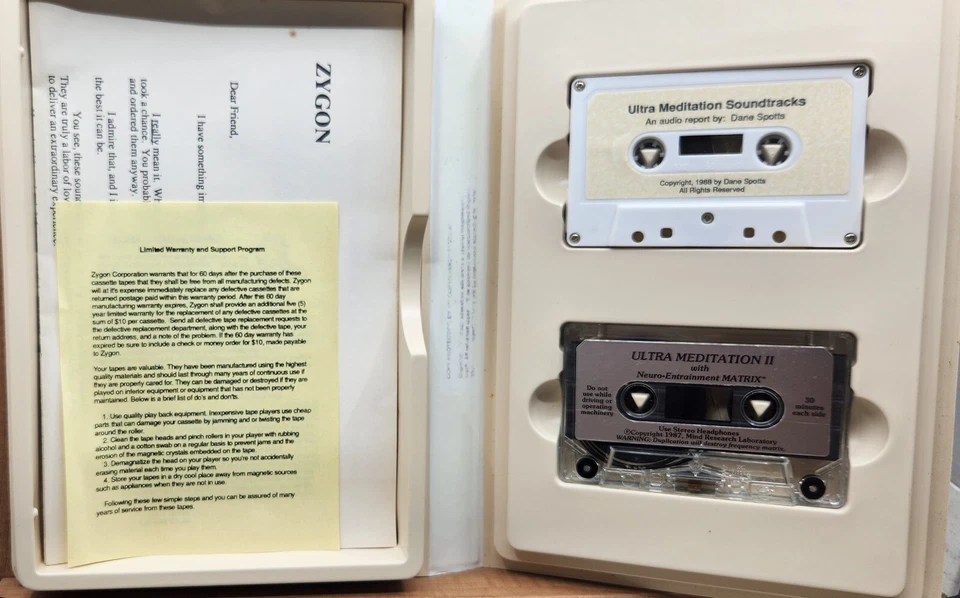 ZYGON
Dear Friend,
I have something im
I really mean it. Wh
took a chance. You probabl
and ordered them anyway.
I admire that, and I
the best it can be.
You see, these soun
They are truly a labor of lov
to deliver an extraordinary experience.
Limited Warranty and Support Program
Zygon Corporation warrants that for 60 days after the purchase of these
cassette tapes that they shall be free from all manufacturing defects. Zygon
will at it's expense immediately replace any defective cassettes that are
returned postage paid within this warranty period. After this 60 day
manufacturing warranty expires, Zygon shall provide an additional five (5)
year limited warranty for the replacement of any defective cassettes at the
sum of $10 per cassette. Send all defective tape replacement requests to
the defective replacement department, along with the defective tape, your
return address, and a note of the problem. If the 60 day warranty has
expired be sure to include a check or money order for $10, made payable
to Zygon.
Your tapes are valuable. They have been manufactured using the highest
quality materials and should last through many years of continuous use if
they are properly cared for. They can be damaged or destroyed if they are
played on interior equipment or equipment that has not been properly
maintained. Below is a brief list of do's and dont's.
1. Use quality play back equipment. Inexpensive tape players use cheap
parts that can damage your cassette by jamming and or twisting the tape
around the roller.
2. Clean the tape heads and pinch rollers in your player with rubbing
alcohol and a cotton swab on a regular basis to prevent jams and the
erosion of the magnetic crystals embedded on the tape.
3. Demagnatize the head on your player so you're not accidentally
erasing material each time you play them.
4. Store your tapes in a dry cool place away from magnetic sources
such as appliances when they are not in use.
Following these few simple steps and you can be assured of many
years of service from these tapes.
Ultra Meditation Soundtracks
An audio report by: Dane Spotts
Copyright, 1988 by Dane Spotts
All Rights Reserved
ULTRA MEDITATION II
with
Neuro-Entrainment MATRIX™
Do not
use while
driving or
operating
machinery
30
minutes
each side
Use Stereo Headphones
℗Copyright 1987, Mind Research Laboratory
WARNING: Duplication will destroy frequency matrix.